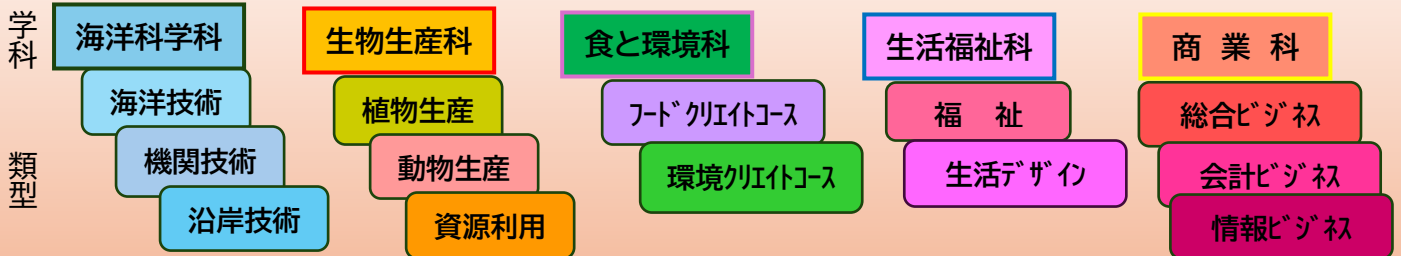 学科
海洋科学科
生物生産科
食と環境科
生活福祉科
商 業 科
類型
海洋技術
機関技術
沿岸技術
植物生産
動物生産
資源利用
ﾌｰﾄﾞｸﾘｴｲﾄｺｰｽ
環境ｸﾘｴｲﾄｺｰｽ
福 祉
生活ﾃﾞｻﾞｲﾝ
総合ﾋﾞｼﾞﾈｽ
会計ﾋﾞｼﾞﾈｽ
情報ﾋﾞｼﾞﾈｽ